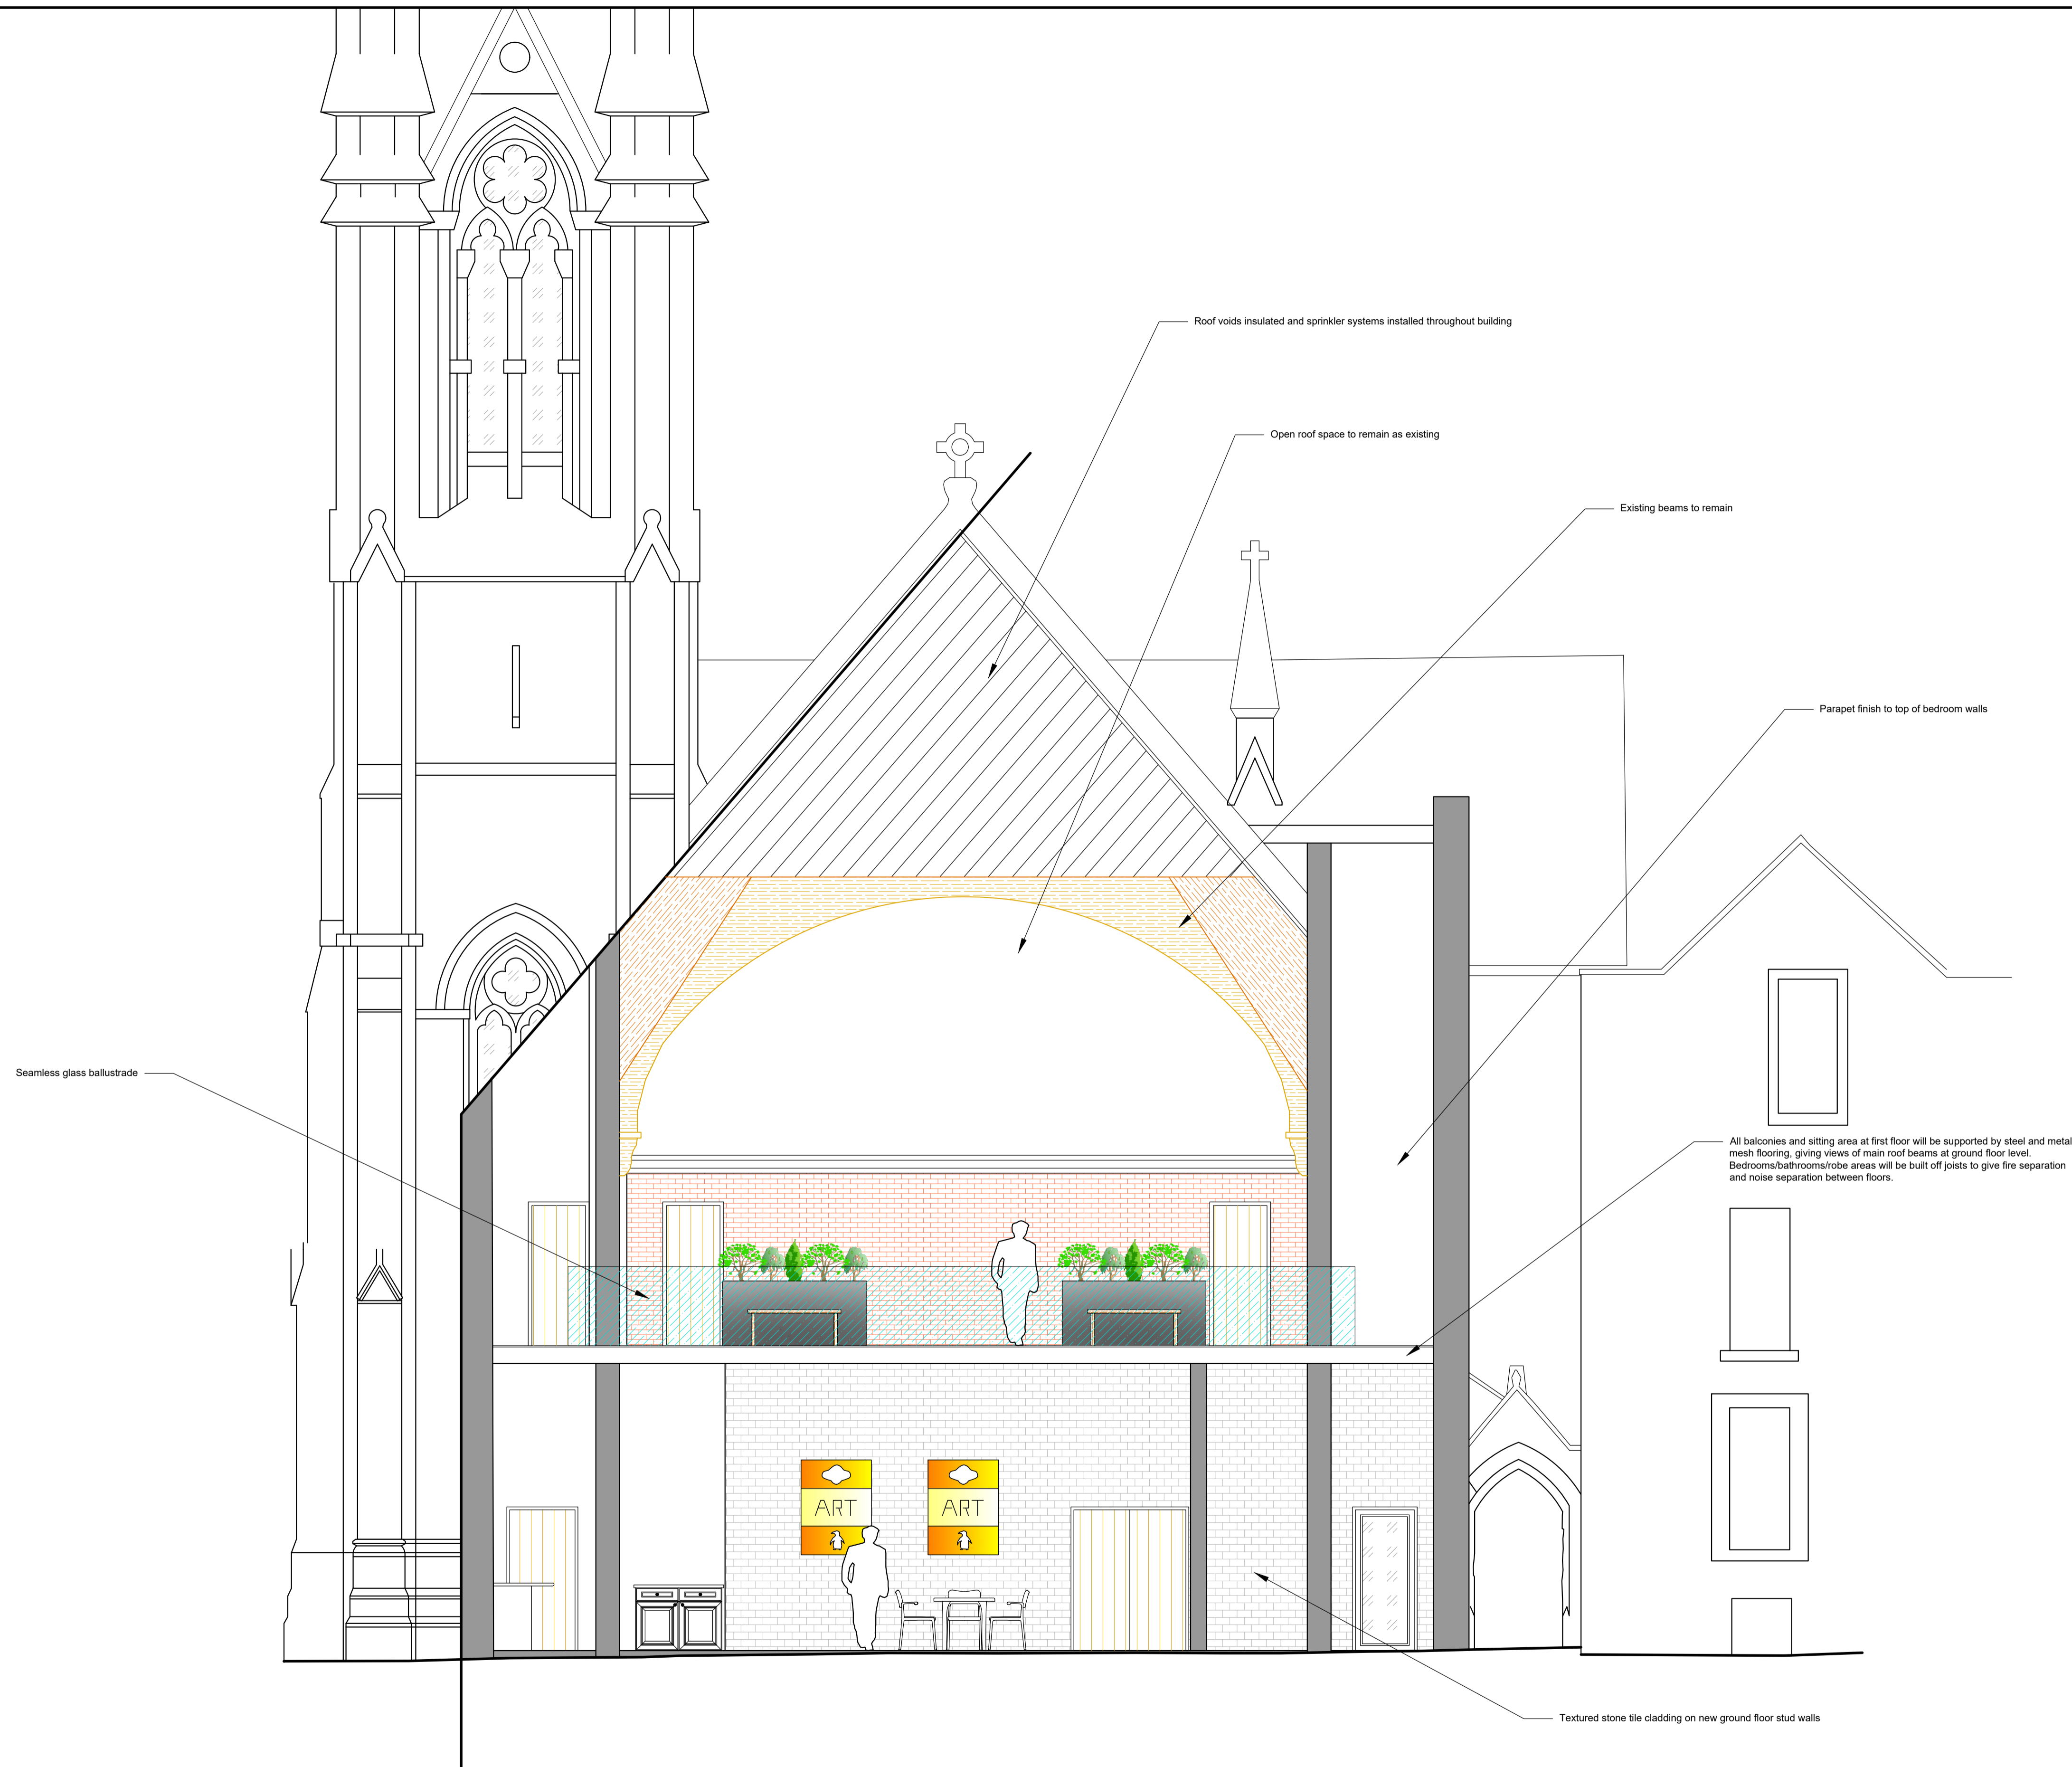 Roof voids insulated and sprinkler systems installed throughout building
Open roof space to remain as existing
Existing beams to remain
Parapet finish to top of bedroom walls
Seamless glass ballustrade
All balconies and sitting area at first floor will be supported by steel and metal
mesh flooring, giving views of main roof beams at ground floor level.
Bedrooms/bathrooms/robe areas will be built off joists to give fire separation
and noise separation between floors.
ART
ART
Textured stone tile cladding on new ground floor stud walls